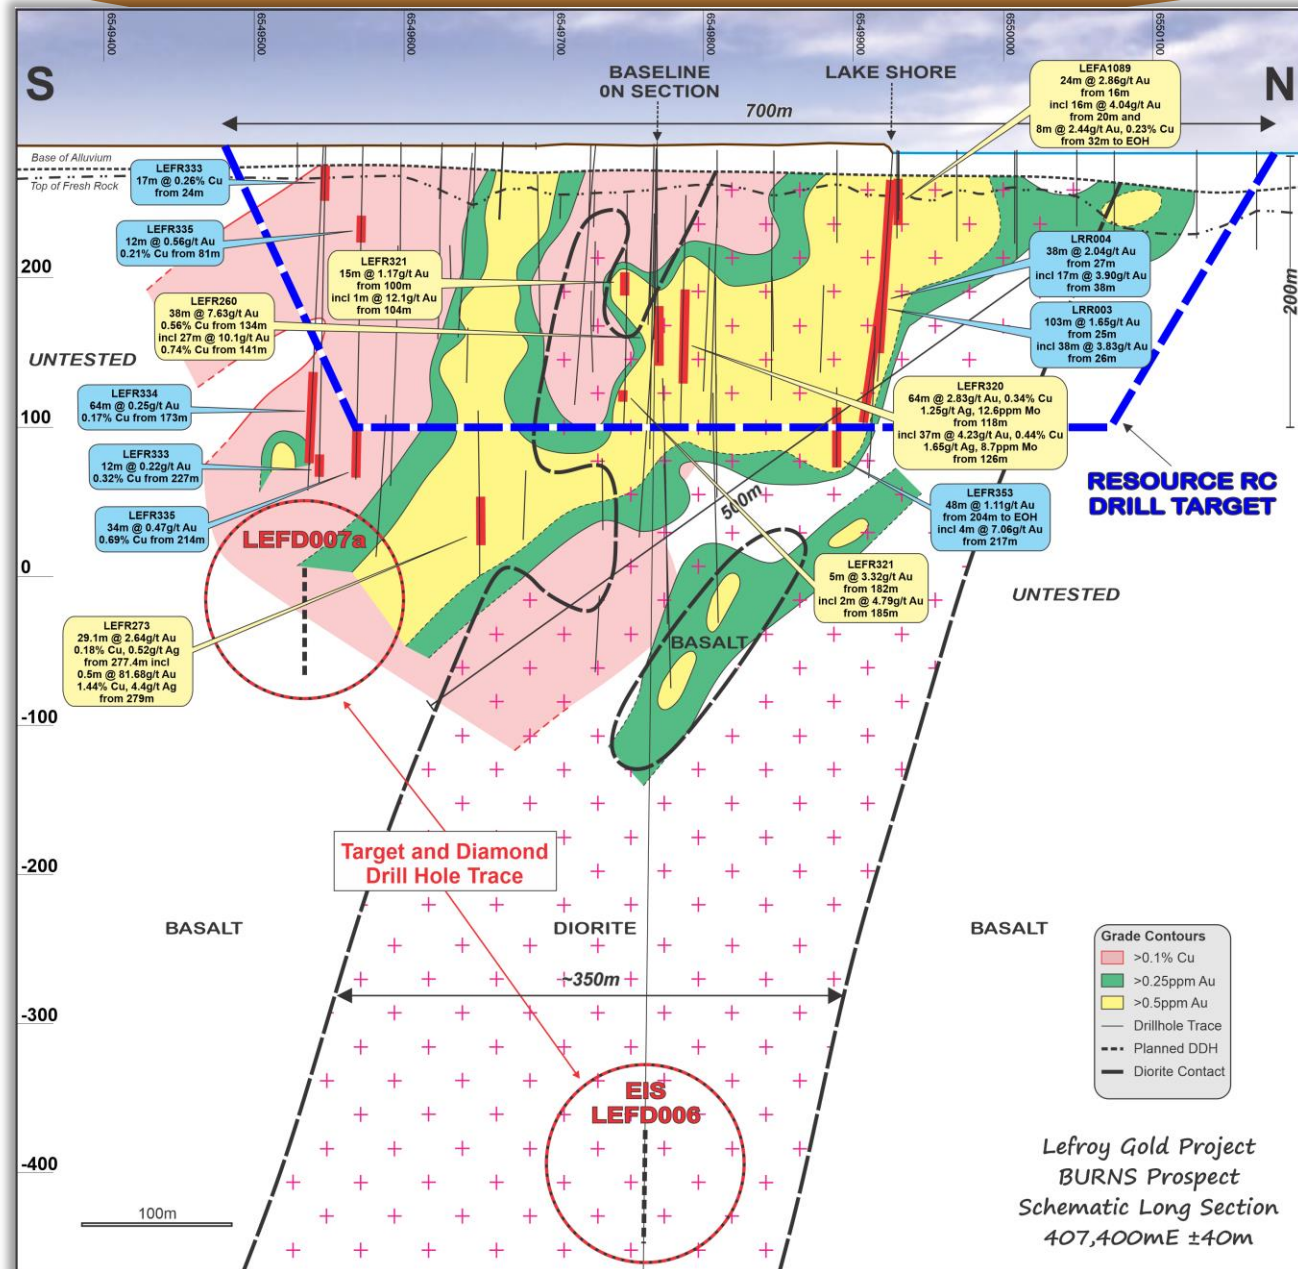 6549400
6549500
6549600
6549700
6549800
6549900
6550000
6550100
S
N
BASELINE
0N SECTION
LAKE SHORE
700m
200m
Base of Alluvium
Top of Fresh Rock
LEFA1089
24m @ 2.86g/t Au
from 16m
incl 16m @ 4.04g/t Au
from 20m and
8m @ 2.44g/t Au, 0.23% Cu
from 32m to EOH
LEFR333
17m @ 0.26% Cu
from 24m
LEFR335
12m @ 0.56g/t Au
0.21% Cu from 81m
LEFR321
15m @ 1.17g/t Au
from 100m
incl 1m @ 12.1g/t Au
from 104m
LRR004
38m @ 2.04g/t Au
from 27m
incl 17m @ 3.90g/t Au
from 38m
200
LEFR260
38m @ 7.63g/t Au
0.56% Cu from 134m
incl 27m @ 10.1g/t Au
0.74% Cu from 141m
LRR003
103m @ 1.65g/t Au
from 25m
incl 38m @ 3.83g/t Au
from 26m
UNTESTED
LEFR334
64m @ 0.25g/t Au
0.17% Cu from 173m
LEFR320
64m @ 2.83g/t Au, 0.34% Cu
1.25g/t Ag, 12.6ppm Mo
from 118m
incl 37m @ 4.23g/t Au, 0.44% Cu
1.65g/t Ag, 8.7ppm Mo
from 126m
100
LEFR333
12m @ 0.22g/t Au
0.32% Cu from 227m
RESOURCE RC
DRILL TARGET
500m
LEFR335
34m @ 0.47g/t Au
0.69% Cu from 214m
LEFR353
48m @ 1.11g/t Au
from 204m to EOH
incl 4m @ 7.06g/t Au
from 217m
LEFD007a
0
LEFR321
5m @ 3.32g/t Au
from 182m
incl 2m @ 4.79g/t Au
from 185m
UNTESTED
LEFR273
29.1m @ 2.64g/t Au
0.18% Cu, 0.52g/t Ag
from 277.4m incl
0.5m @ 81.68g/t Au
1.44% Cu, 4.4g/t Ag
from 279m
BASALT
-100
Target and Diamond
Drill Hole Trace
-200
BASALT
DIORITE
BASALT
~350m
Grade Contours
>0.1% Cu
>0.25ppm Au
>0.5ppm Au
Drillhole Trace
Planned DDH
Diorite Contact
-300
EIS
LEFD006
-400
100m
Lefroy Gold Project
BURNS Prospect
Schematic Long Section
407,400mE ±40m